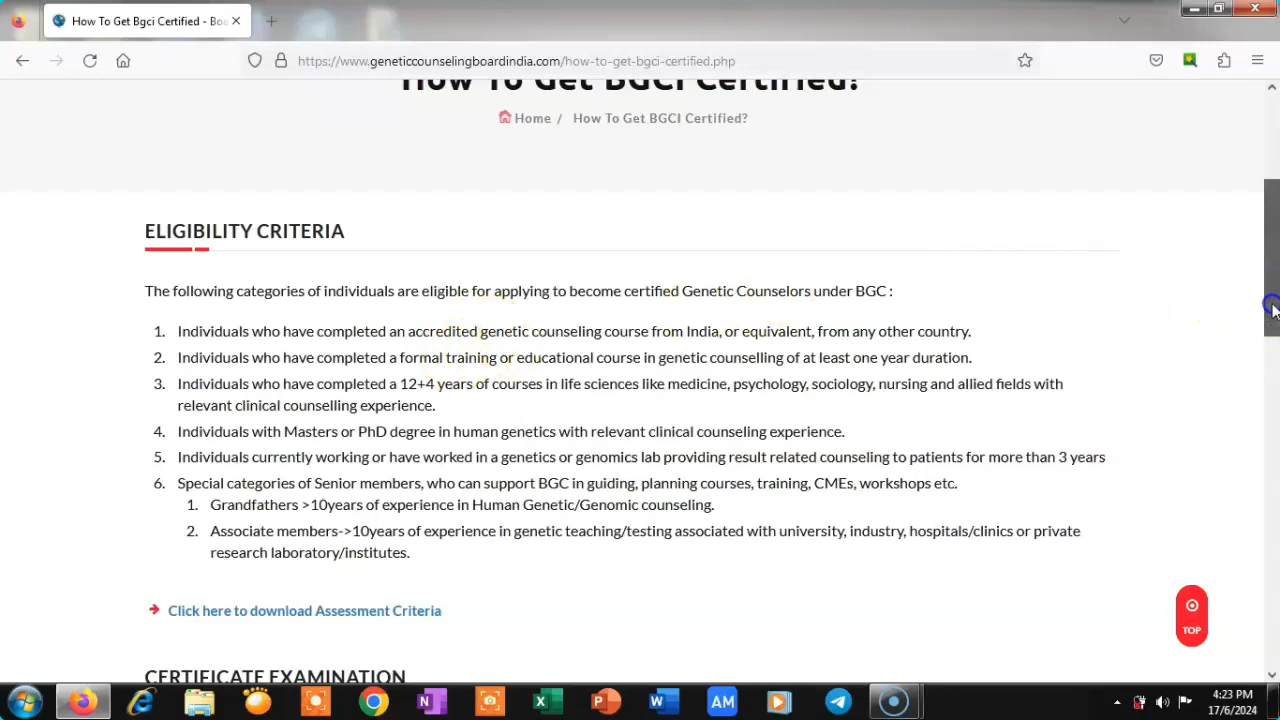 How To Get Bgci Certified - Bou
https://www.geneticcounselingboardindia.com/how-to-get-bgci-certified.php
How To Get BGCI Certified?
Home / How To Get BGCI Certified?
ELIGIBILITY CRITERIA
The following categories of individuals are eligible for applying to become certified Genetic Counselors under BGC :
1. Individuals who have completed an accredited genetic counseling course from India, or equivalent, from any other country.
2. Individuals who have completed a formal training or educational course in genetic counselling of at least one year duration.
3. Individuals who have completed a 12+4 years of courses in life sciences like medicine, psychology, sociology, nursing and allied fields with
relevant clinical counselling experience.
4. Individuals with Masters or PhD degree in human genetics with relevant clinical counseling experience.
5. Individuals currently working or have worked in a genetics or genomics lab providing result related counseling to patients for more than 3 years
6. Special categories of Senior members, who can support BGC in guiding, planning courses, training, CMEs, workshops etc.
1. Grandfathers >10years of experience in Human Genetic/Genomic counseling.
2. Associate members->10years of experience in genetic teaching/testing associated with university, industry, hospitals/clinics or private
research laboratory/institutes.
Click here to download Assessment Criteria
TOP
CERTIFICATE EXAMINATION
N
X
P
W
AM
4:23 PM
17/6/2024